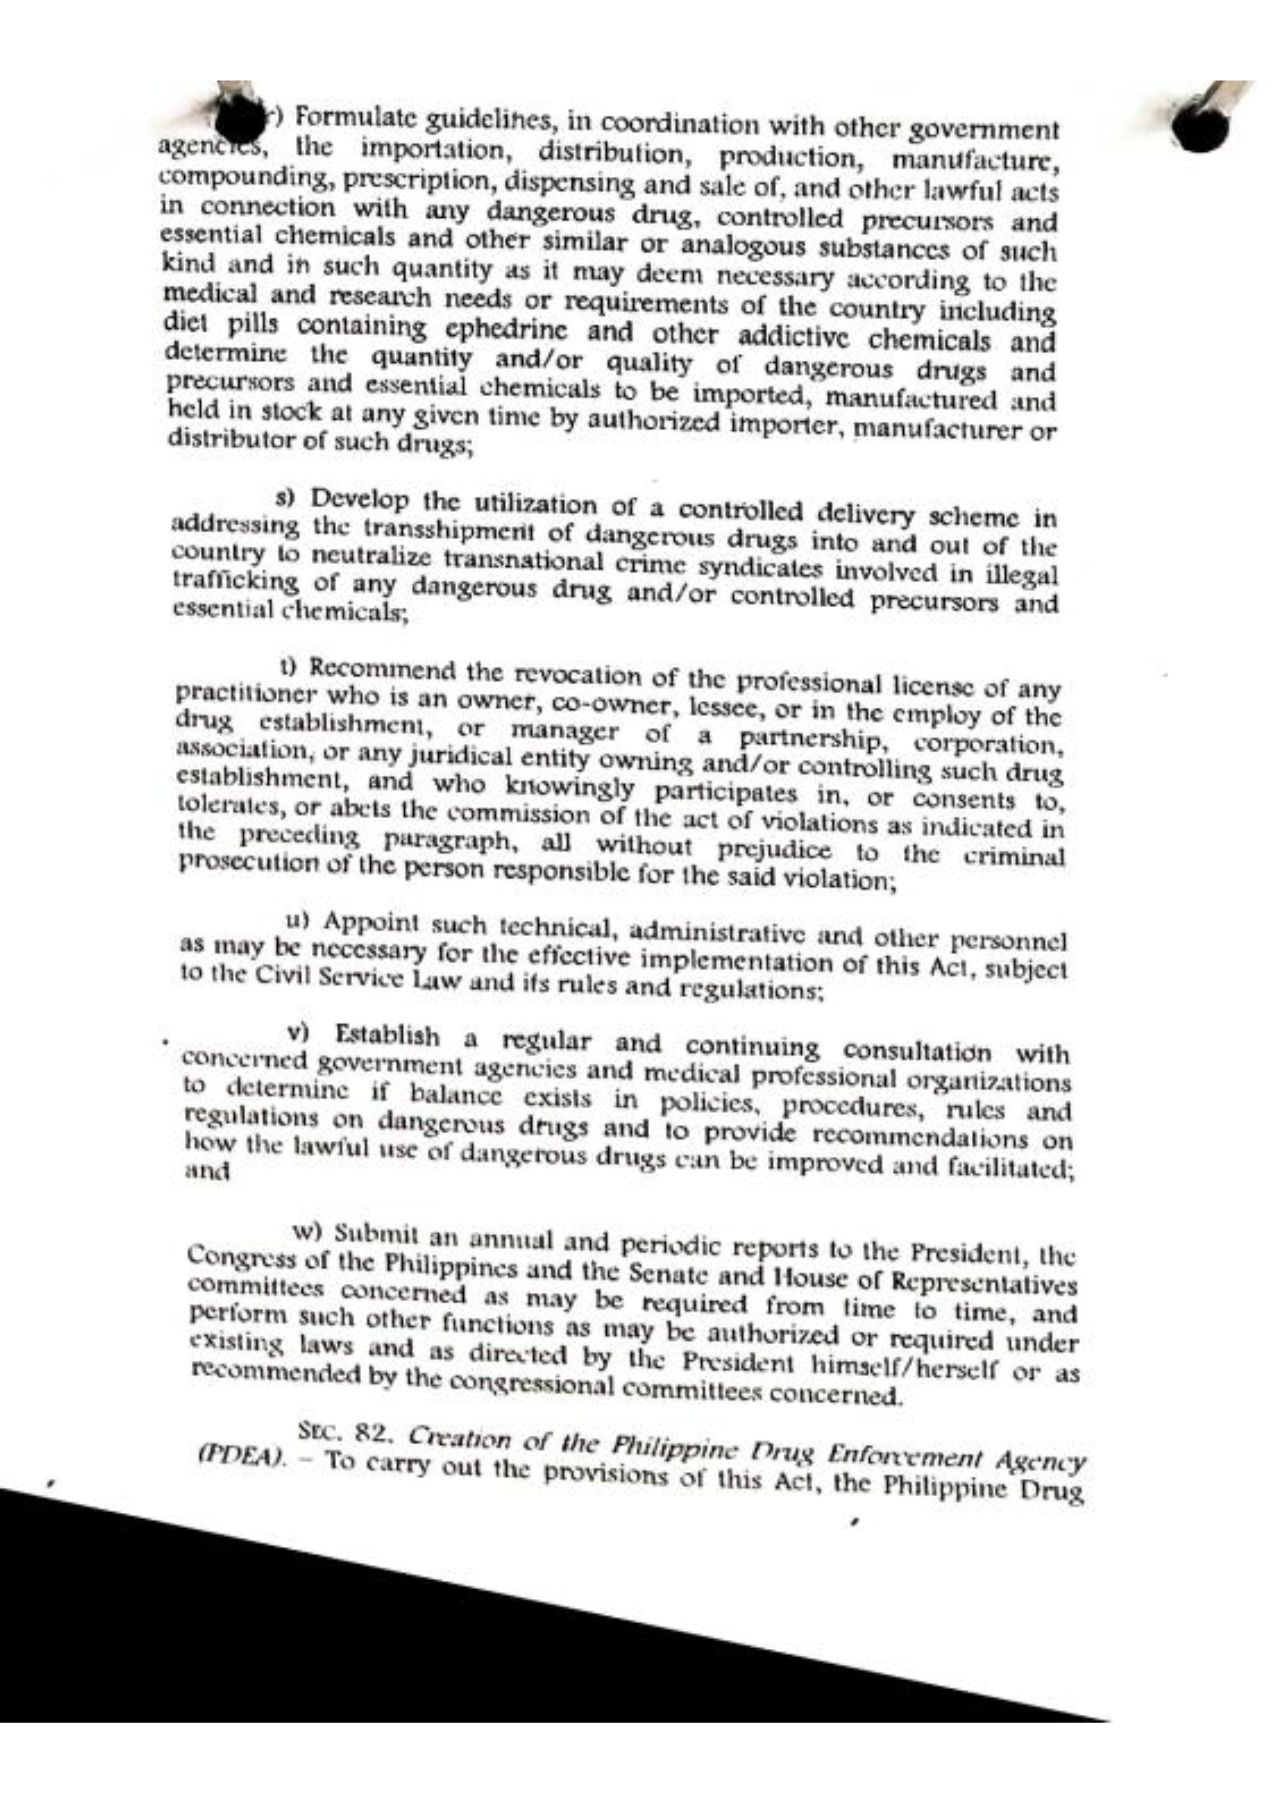 r) Formulate guidelines, in coordination with other government
agencies, the importation, distribution, production, manufacture,
compounding, prescription, dispensing and sale of, and other lawful acts
in connection with any dangerous drug, controlled precursors and
essential chemicals and other similar or analogous substances of such
kind and in such quantity as it may deem necessary according to the
medical and research needs or requirements of the country including
diet pills containing ephedrine and other addictive chemicals and
determine the quantity and/or quality of dangerous drugs and
precursors and essential chemicals to be imported, manufactured and
held in stock at any given time by authorized importer, manufacturer or
distributor of such drugs;
s) Develop the utilization of a controlled delivery scheme in
addressing the transshipment of dangerous drugs into and out of the
country to neutralize transnational crime syndicates involved in illegal
trafficking of any dangerous drug and/or controlled precursors and
essential chemicals;
t) Recommend the revocation of the professional license of any
practitioner who is an owner, co-owner, lessee, or in the employ of the
drug establishment, or manager of a partnership, corporation,
association, or any juridical entity owning and/or controlling such drug
establishment, and who knowingly participates in, or consents to,
tolerates, or abets the commission of the act of violations as indicated in
the preceding paragraph, all without prejudice to the criminal
prosecution of the person responsible for the said violation;
u) Appoint such technical, administrative and other personnel
as may be necessary for the effective implementation of this Act, subject
to the Civil Service Law and its rules and regulations;
v) Establish a regular and continuing consultation with
concerned government agencies and medical professional organizations
to determine if balance exists in policies, procedures, rules and
regulations on dangerous drugs and to provide recommendations on
how the lawful use of dangerous drugs can be improved and facilitated;
and
w) Submit an annual and periodic reports to the President, the
Congress of the Philippines and the Senate and House of Representatives
committees concerned as may be required from time to time, and
perform such other functions as may be authorized or required under
existing laws and as directed by the President himself/herself or as
recommended by the congressional committees concerned.
SEC. 82. Creation of the Philippine Drug Enforcement Agency
(PDEA). – To carry out the provisions of this Act, the Philippine Drug